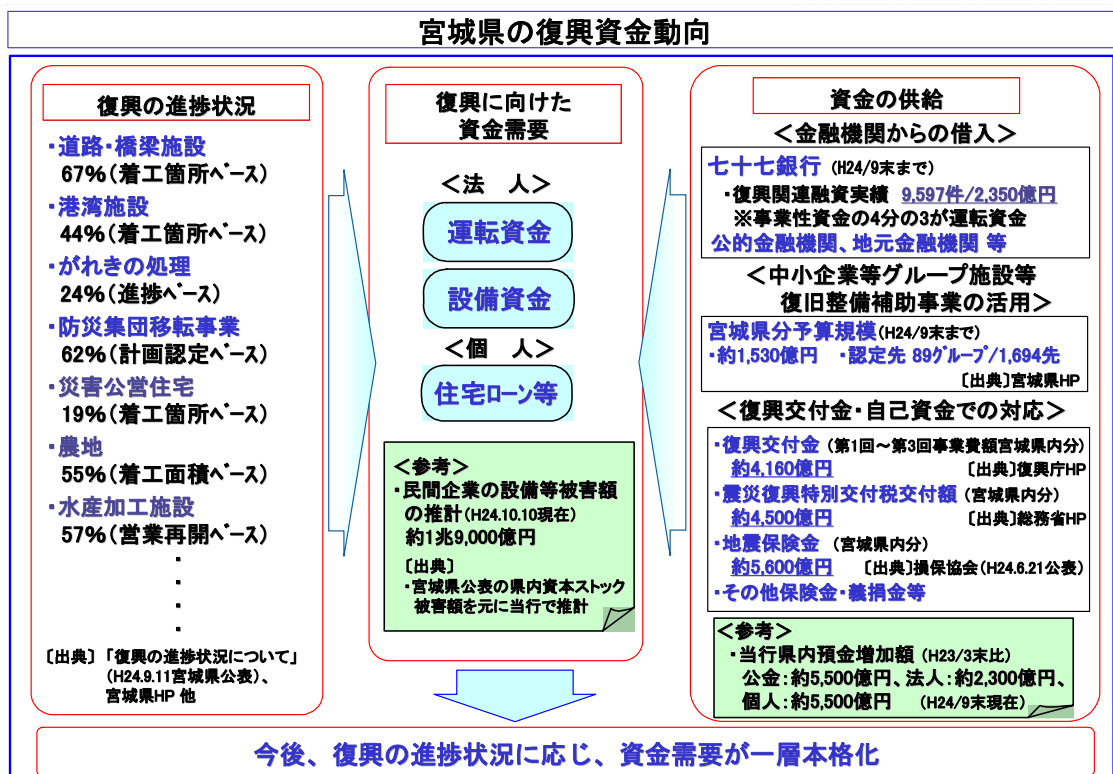 宮城県の復興資金動向
復興の進捗状況
・道路・橋梁施設
67%(着工箇所ﾍﾞｰｽ)
・港湾施設
44%(着工箇所ﾍﾞｰｽ)
・がれきの処理
24%(進捗ﾍﾞｰｽ)
・防災集団移転事業
62%(計画認定ﾍﾞｰｽ)
・災害公営住宅
19%(着工箇所ﾍﾞｰｽ)
・農地
55%(着工面積ﾍﾞｰｽ)
・水産加工施設
57%(営業再開ﾍﾞｰｽ)
・
・
・
・
〔出典〕「復興の進捗状況について」
(H24.9.11宮城県公表)、
宮城県HP 他
復興に向けた
資金需要
＜法　人＞
運転資金
設備資金
＜個　人＞
住宅ﾛｰﾝ等
＜参考＞
・民間企業の設備等被害額
の推計(H24.10.10現在)
約1兆9,000億円
〔出典〕
・宮城県公表の県内資本ストック
被害額を元に当行で推計
資金の供給
＜金融機関からの借入＞
七十七銀行 (H24/9末まで)
・復興関連融資実績 9,597件/2,350億円
※事業性資金の4分の3が運転資金
公的金融機関、地元金融機関 等
＜中小企業等グループ施設等
復旧整備補助事業の活用＞
宮城県分予算規模(H24/9末まで)
・約1,530億円 ・認定先 89ｸﾞﾙｰﾌﾟ/1,694先
〔出典〕宮城県HP
＜復興交付金・自己資金での対応＞
・復興交付金 (第1回～第3回事業費額宮城県内分)
約4,160億円 〔出典〕復興庁HP
・震災復興特別交付税交付額 (宮城県内分)
約4,500億円 〔出典〕総務省HP
・地震保険金 (宮城県内分)
約5,600億円 〔出典〕損保協会(H24.6.21公表)
・その他保険金・義捐金等
＜参考＞
・当行県内預金増加額 (H23/3末比)
公金：約5,500億円、法人：約2,300億円、
個人：約5,500億円 (H24/9末現在)
今後、復興の進捗状況に応じ、資金需要が一層本格化